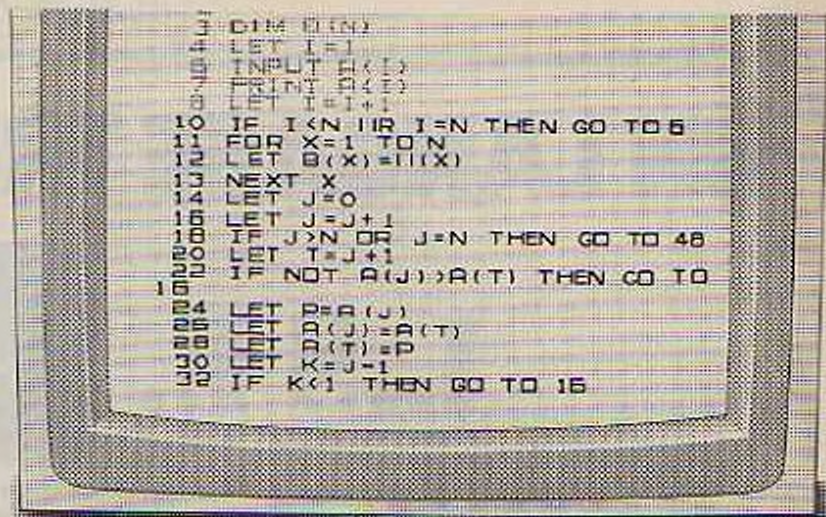 3 DIM B(N)
4 LET I=1
INPUT A(I)
PRINT A(I)
8 LET I=I+1
10 IF I<N OR I=N THEN GO TO 5
11 FOR X=1 TO N
12 LET B(X)=A(X)
13 NEXT X
14 LET J=0
16 LET J=J+1
18 IF J>N OR J=N THEN GO TO 48
20 LET T=J+1
22 IF NOT A(J)>A(T) THEN GO TO
16
24 LET P=A(J)
26 LET A(J)=A(T)
28 LET A(T)=P
30 LET K=J-1
32 IF K<1 THEN GO TO 16